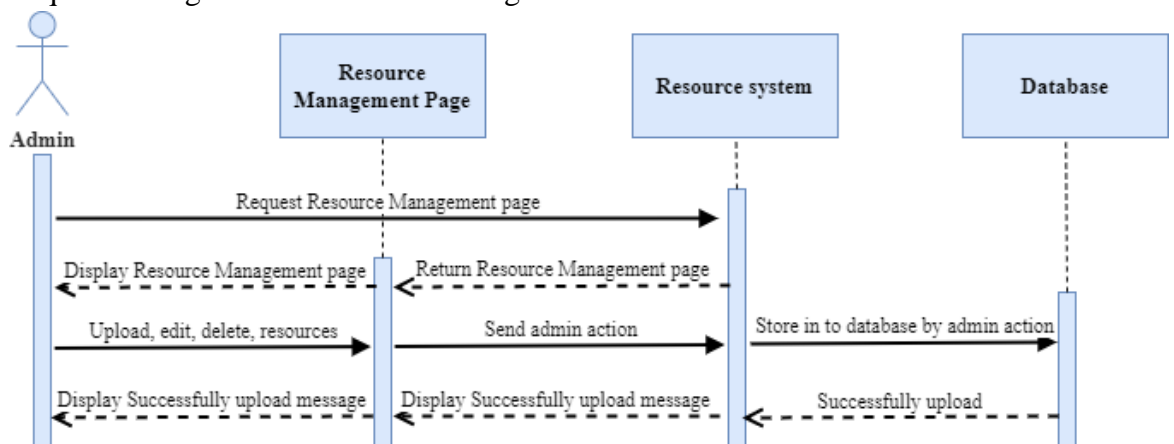 Resource
Management Page
Resource system
Database
Admin
Request Resource Management page
Display Resource Management page
Return Resource Management page
Upload, edit, delete, resources
Send admin action
Store in to database by admin action
Display Successfully upload message
Display Successfully upload message
Successfully upload